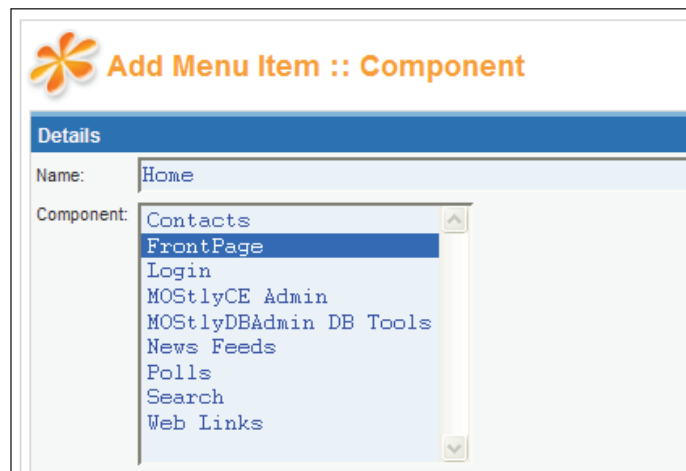 Add Menu Item :: Component
Details
Name: Home
Component: Contacts
FrontPage
Login
MOStlyCE Admin
MOStlyDBAdmin DB Tools
News Feeds
Polls
Search
Web Links